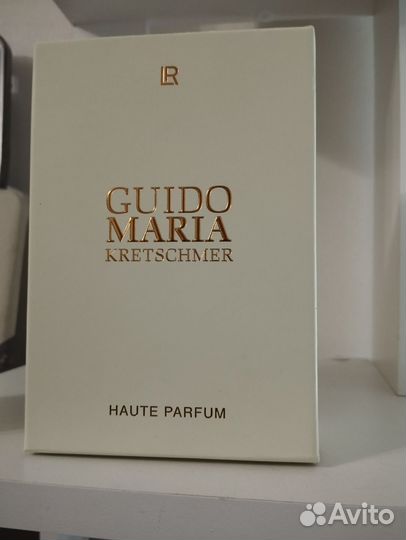 LR
GUIDO
MARIA
KRETSCHMER
HAUTE PARFUM
Avito